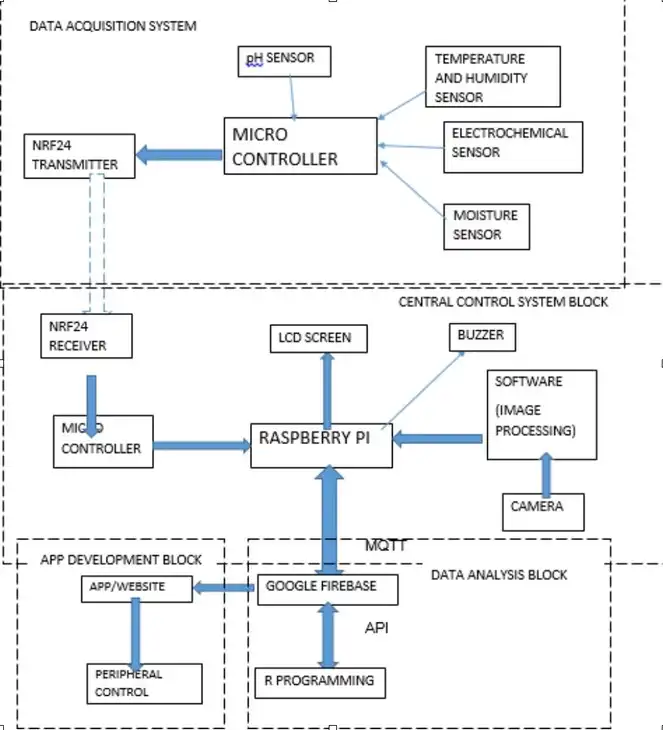 DATA ACQUISITION SYSTEM
pH SENSOR
TEMPERATURE
AND HUMIDITY
SENSOR
MICRO
CONTROLLER
ELECTROCHEMICAL
SENSOR
NRF24
TRANSMITTER
MOISTURE
SENSOR
CENTRAL CONTROL SYSTEM BLOCK
NRF24
RECEIVER
LCD SCREEN
BUZZER
SOFTWARE
(IMAGE
PROCESSING)
MICRO
CONTROLLER
RASPBERRY PI
CAMERA
MQTT
APP DEVELOPMENT BLOCK
DATA ANALYSIS BLOCK
APP/WEBSITE
GOOGLE FIREBASE
API
PERIPHERAL
CONTROL
R PROGRAMMING